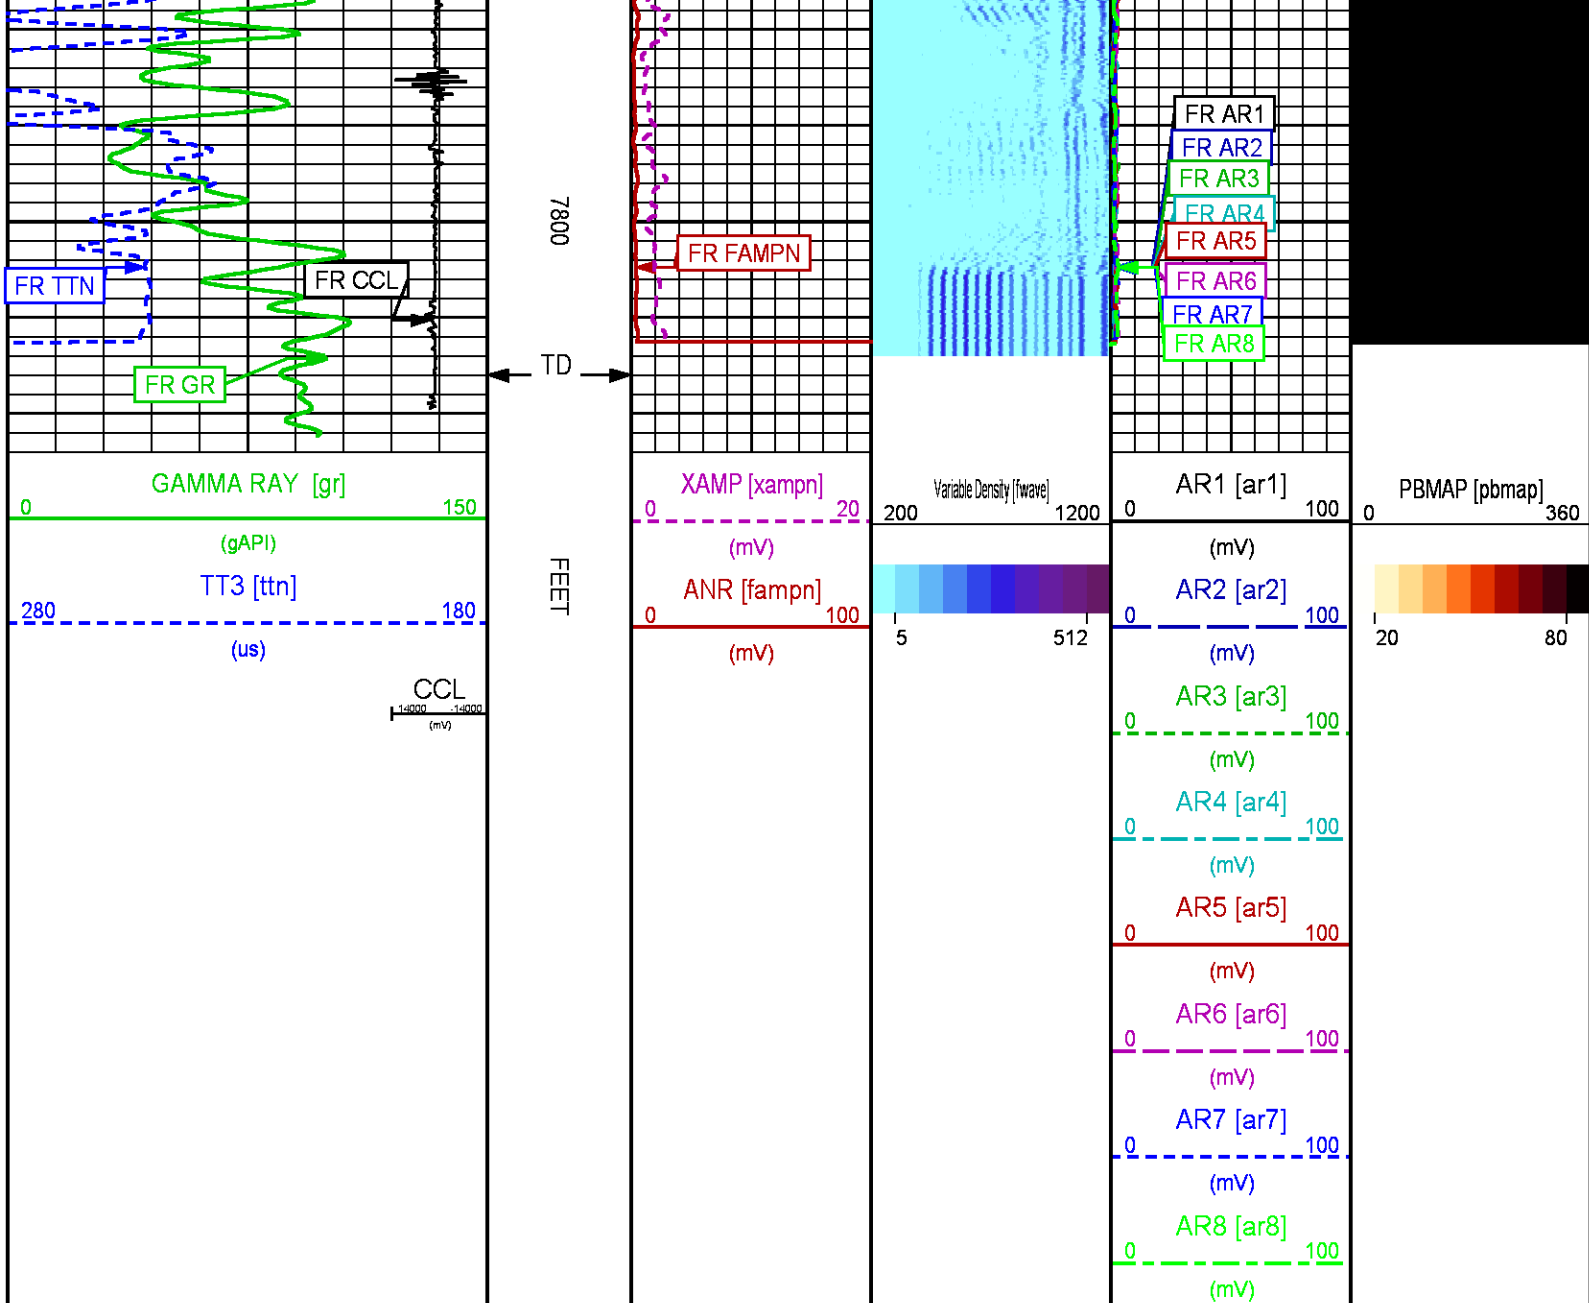 FR AR1
FR AR2
FR AR3
FR AR4
FR AR5
FR AR6
FR AR7
FR AR8
7800
FR FAMPN
FR TTN
FR CCL
TD
FR GR
GAMMA RAY [gr]
0 150
(gAPI)
TT3 [ttn]
280 180
(us)
CCL
14000 -14000
(mV)
FEET
XAMP [xampn]
0 20
(mV)
ANR [fampn]
0 100
(mV)
Variable Density [fwave]
200 1200
5 512
AR1 [ar1]
0 100
(mV)
AR2 [ar2]
0 100
(mV)
AR3 [ar3]
0 100
(mV)
AR4 [ar4]
0 100
(mV)
AR5 [ar5]
0 100
(mV)
AR6 [ar6]
0 100
(mV)
AR7 [ar7]
0 100
(mV)
AR8 [ar8]
0 100
(mV)
PBMAP [pbmap]
0 360
20 80